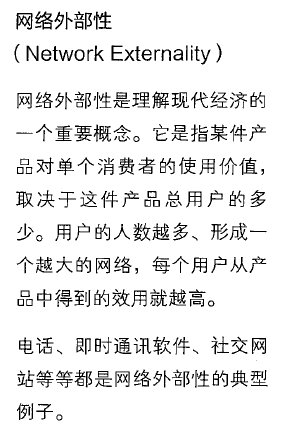 网络外部性
（Network Externality）
网络外部性是理解现代经济的
一个重要概念。它是指某件产
品对单个消费者的使用价值，
取决于这件产品总用户的多
少。用户的人数越多、形成一
个越大的网络，每个用户从产
品中得到的效用就越高。
电话、即时通讯软件、社交网
站等等都是网络外部性的典型
例子。